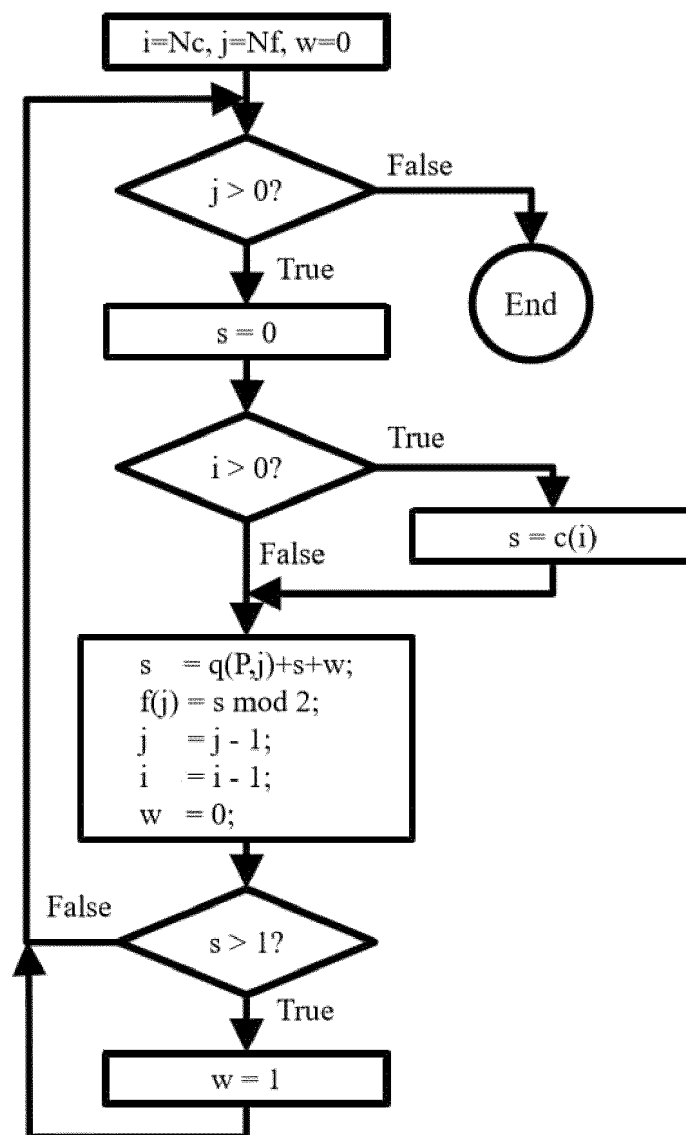 i=Nc, j=Nf, w=0
j > 0?
False
True
End
s = 0
i > 0?
True
s = c(i)
False
s = q(P,j)+s+w;
f(j) = s mod 2;
j = j - 1;
i = i - 1;
w = 0;
False
s > 1?
True
w = 1